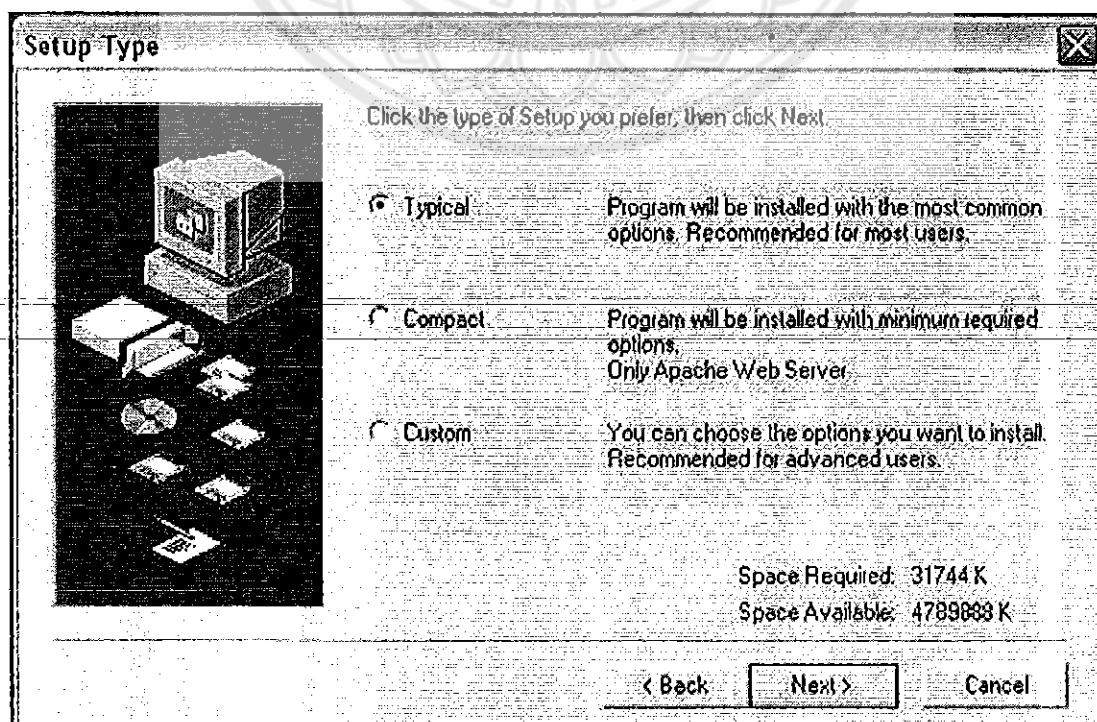 Setup Type
Click the type of Setup you prefer, then click Next.
Typical
Program will be installed with the most common
options. Recommended for most users.
Compact
Program will be installed with minimum required
options.
Only Apache Web Server
Custom
You can choose the options you want to install.
Recommended for advanced users.
Space Required: 31744 K
Space Available: 4789888 K
< Back
Next >
Cancel